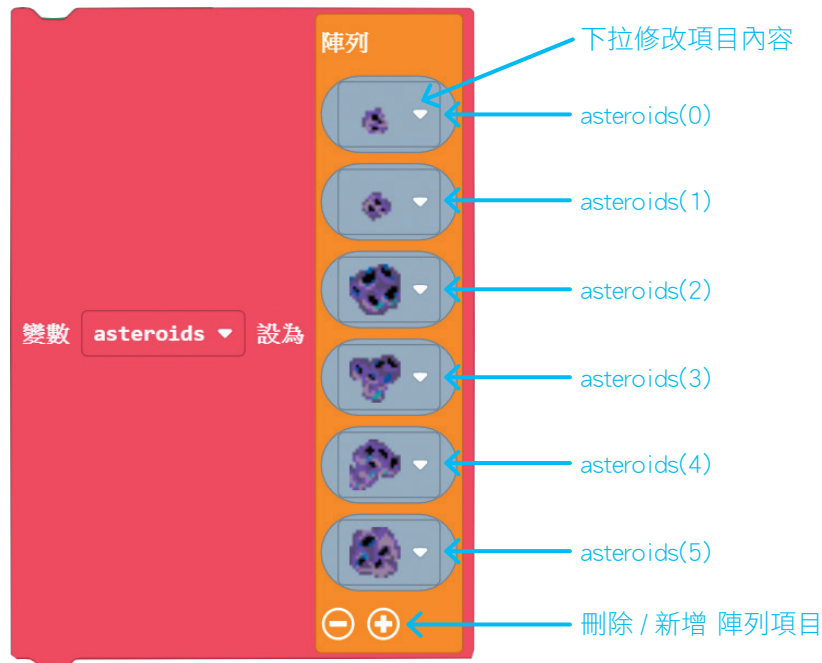 陣列
下拉修改項目內容
asteroids(0)
asteroids(1)
asteroids(2)
變數 asteroids 設為
asteroids(3)
asteroids(4)
asteroids(5)
刪除 / 新增 陣列項目